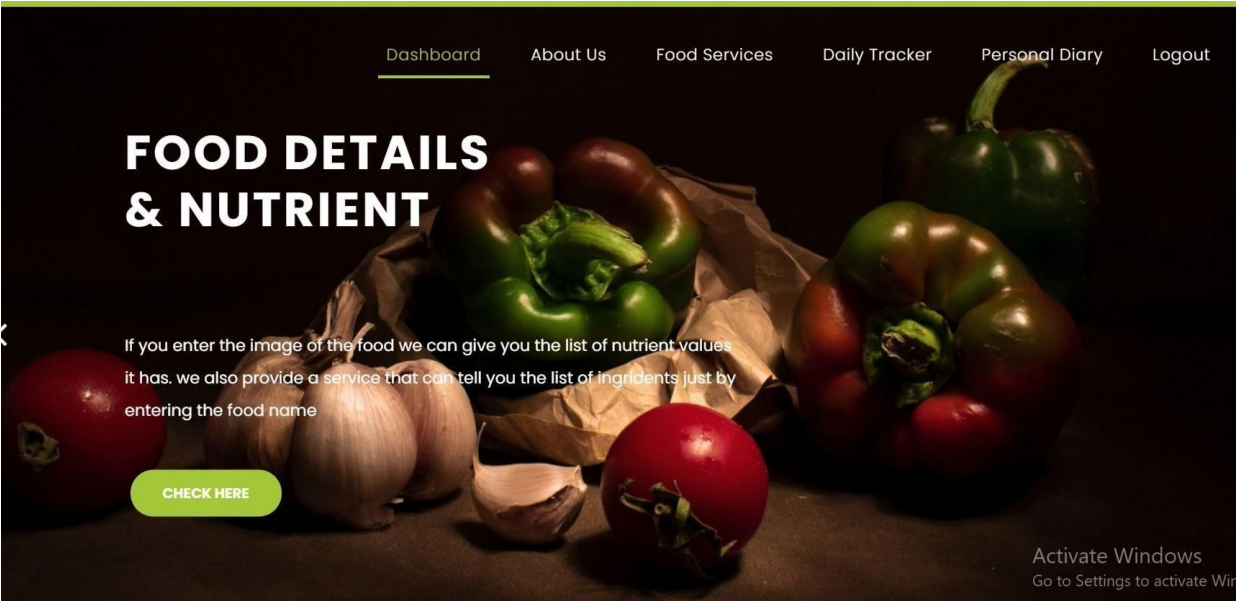 Dashboard About Us Food Services Daily Tracker Personal Diary Logout
FOOD DETAILS
& NUTRIENT
If you enter the image of the food we can give you the list of nutrient values
it has. we also provide a service that can tell you the list of ingridents just by
entering the food name
CHECK HERE
Activate Windows
Go to Settings to activate